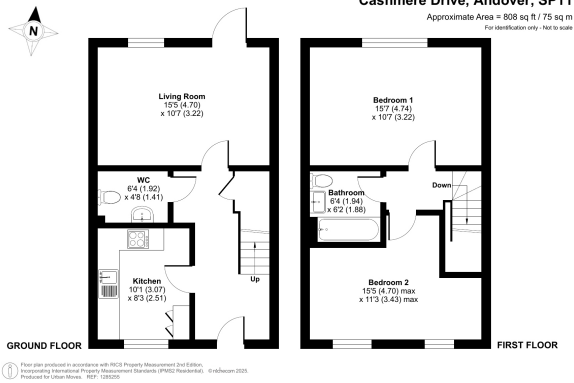 Cashmere Drive, Andover, SP11
Approximate Area = 808 sq ft / 75 sq m
For identification only - Not to scale
N
Living Room
15'5 (4.70)
x 10'7 (3.22)
WC
6'4 (1.92)
x 4'8 (1.41)
Kitchen
10'1 (3.07)
x 8'3 (2.51)
Up
GROUND FLOOR
Bedroom 1
15'7 (4.74)
x 10'7 (3.22)
Bathroom
6'4 (1.94)
x 6'2 (1.88)
Down
Bedroom 2
15'5 (4.70) max
x 11'3 (3.43) max
FIRST FLOOR
Floor plan produced in accordance with RICS Property Measurement 2nd Edition.
Incorporating International Property Measurement Standards (IPMS2 Residential). ©nichecom 2025.
Produced for Urban Moves. REF: 1289255